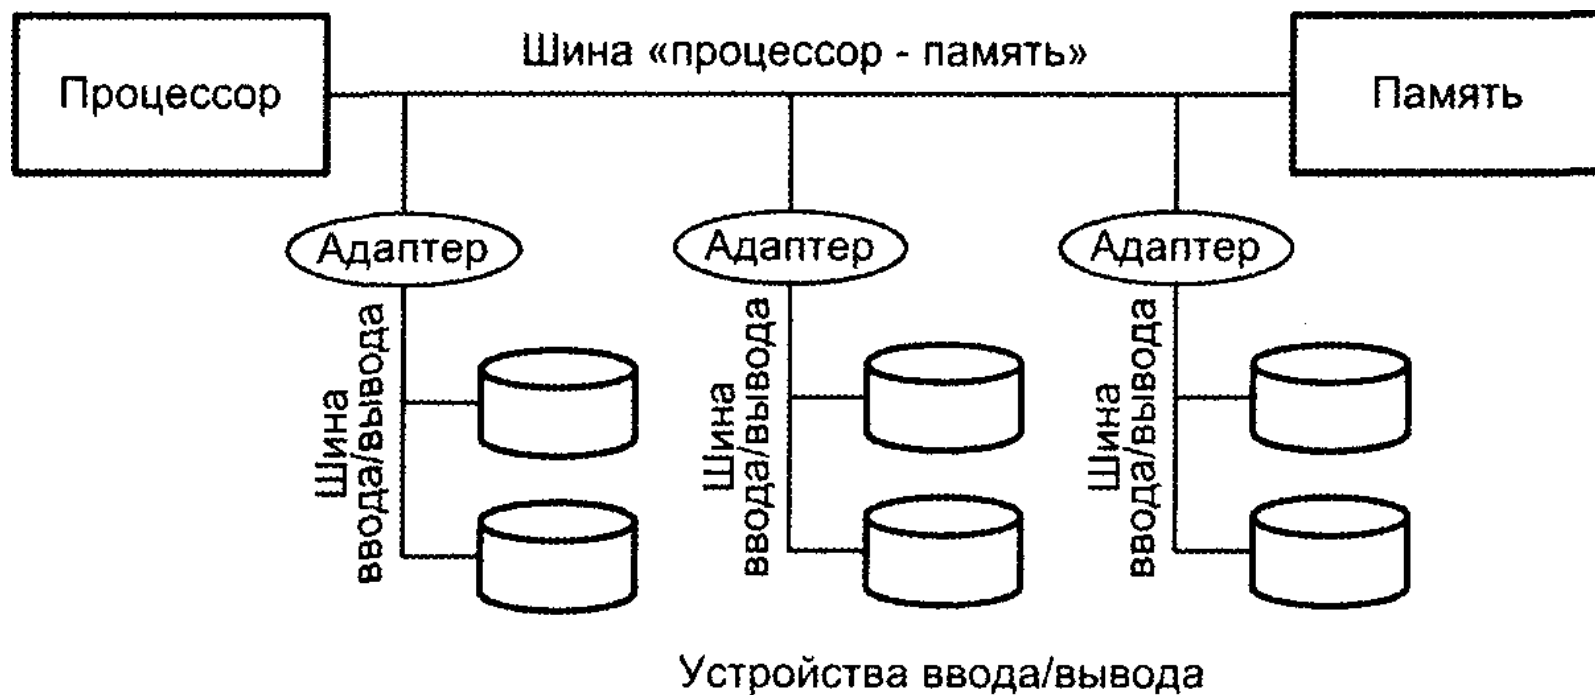 Шина «процессор - память»
Процессор
Память
Адаптер
Адаптер
Адаптер
Шина
ввода/вывода
Шина
ввода/вывода
Шина
ввода/вывода
Устройства ввода/вывода